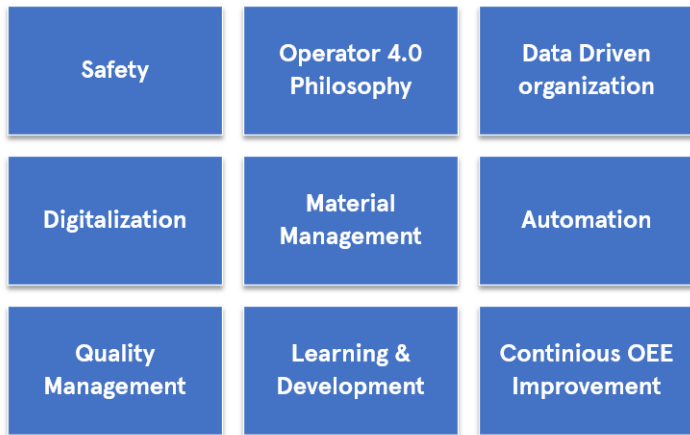 Safety
Operator 4.0
Philosophy
Data Driven
organization
Digitalization
Material
Management
Automation
Quality
Management
Learning &
Development
Continious OEE
Improvement